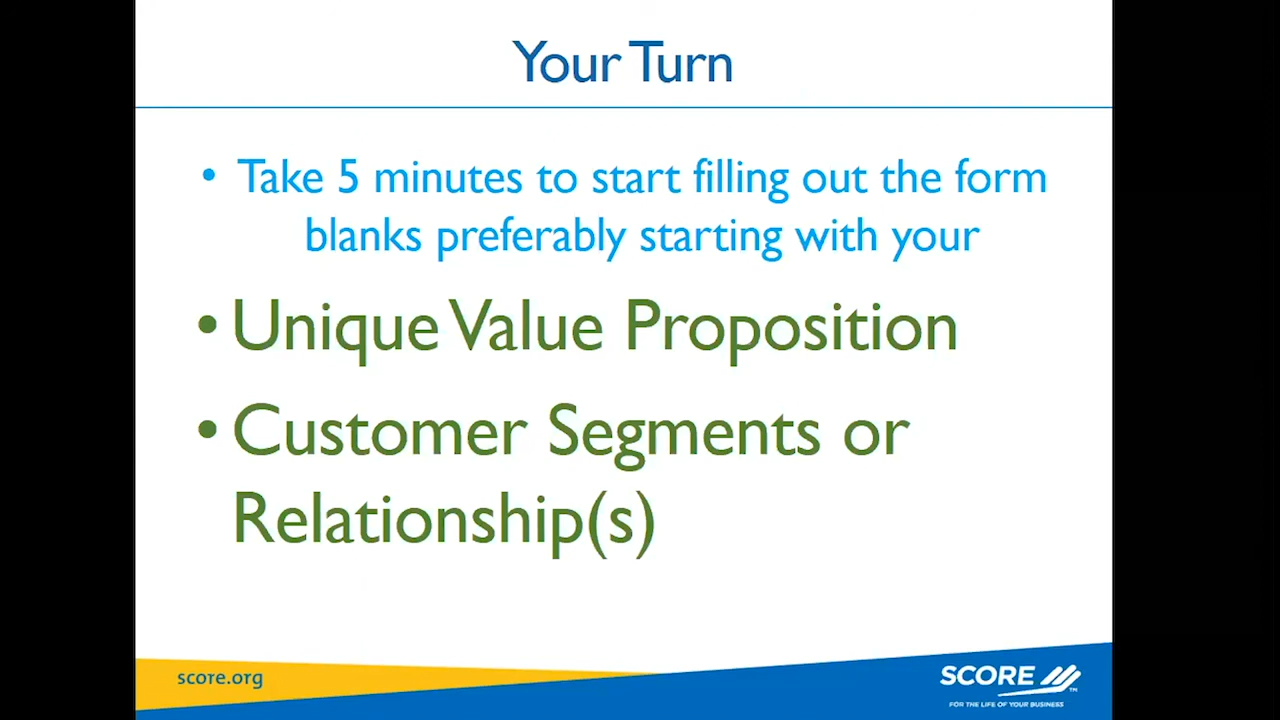 Your Turn
• Take 5 minutes to start filling out the form
blanks preferably starting with your
• Unique Value Proposition
• Customer Segments or
Relationship(s)
score.org
SCORE TM
FOR THE LIFE OF YOUR BUSINESS